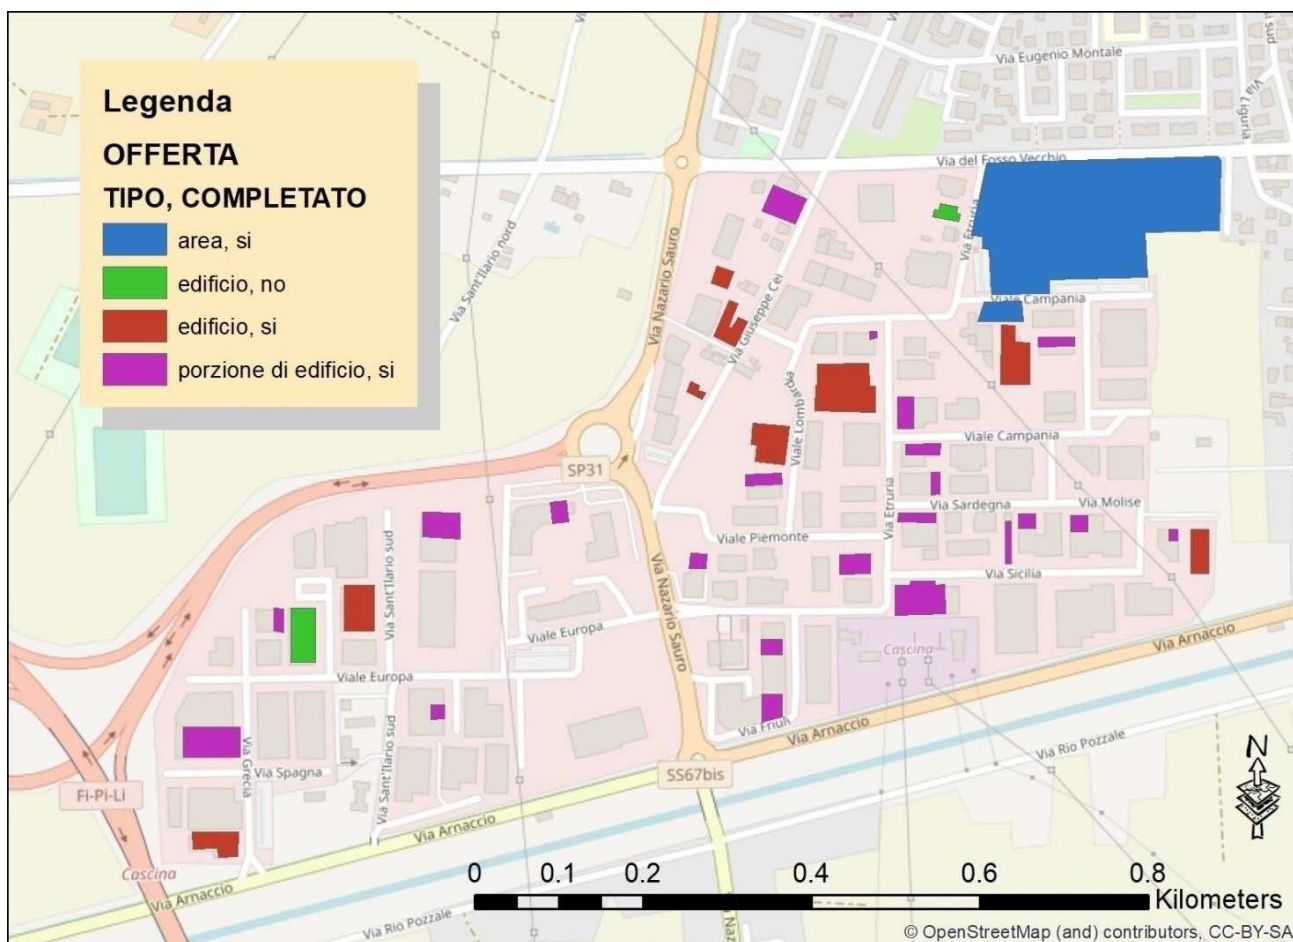 Legenda
OFFERTA
TIPO, COMPLETATO
area, si
edificio, no
edificio, si
porzione di edificio, si
Via Eugenio Montale
Via Liguria
Via del Fosso Vecchio
Via Sant'Ilario nord
Via Nazario Sauro
Via Giuseppe Cei
Via Etruria
Viale Campania
Viale Lombardia
Viale Campania
SP31
Via Etruria
Via Sardegna
Via Molise
Viale Piemonte
Via Sicilia
Via Sant'Ilario sud
Via Nazario Sauro
Viale Europa
Cascina
Via Arnaccio
Viale Europa
Via Friuli
Via Arnaccio
Via Rio Pozzale
Via Sant'Ilario sud
Via Grecia
Via Spagna
SS67bis
Fi-Pi-Li
N
Via Arnaccio
Cascina
Via Arnaccio
Via Rio Pozzale
0 0.1 0.2 0.4 0.6 0.8
Kilometers
© OpenStreetMap (and) contributors, CC-BY-SA